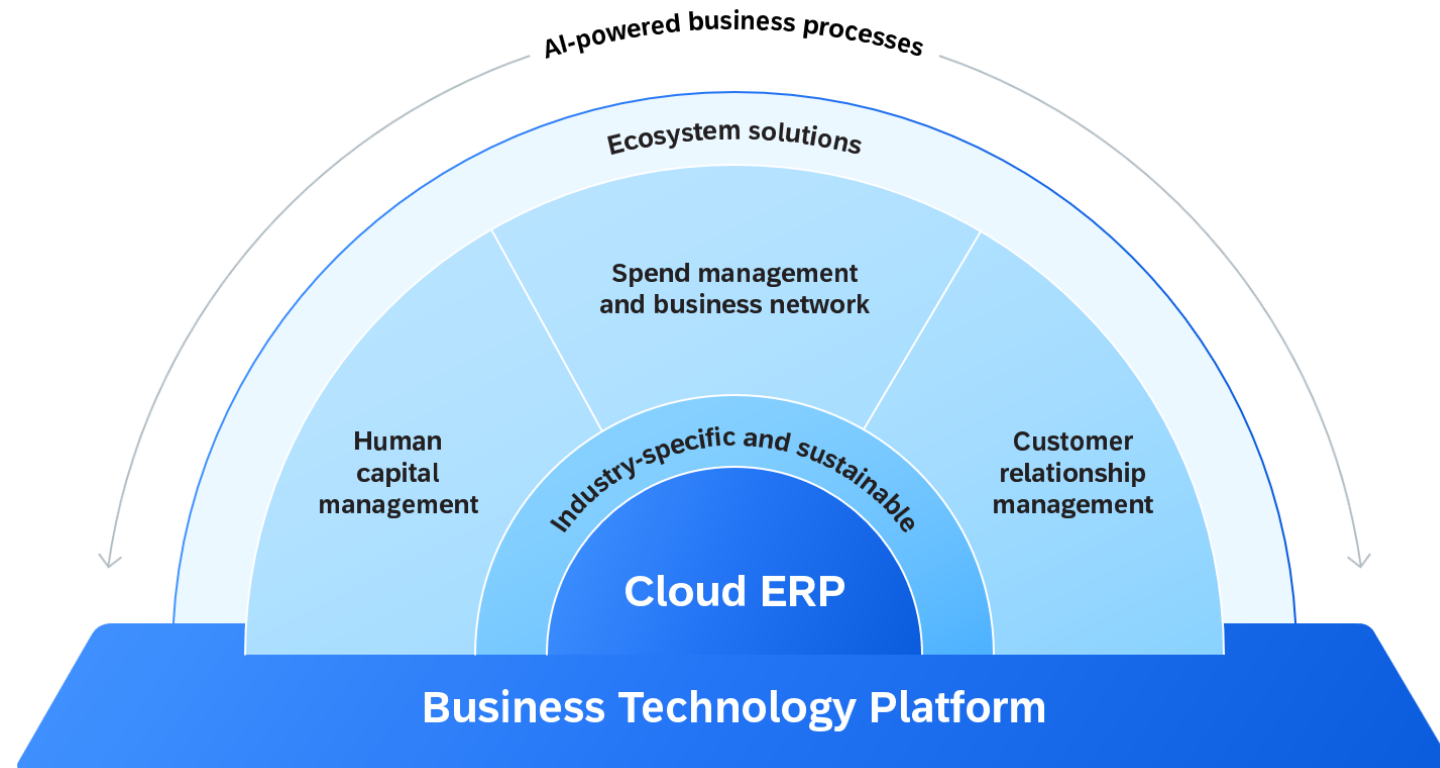 AI-powered business processes
Ecosystem solutions
Spend management
and business network
Human
capital
management
Customer
relationship
management
Industry-specific and sustainable
Cloud ERP
Business Technology Platform